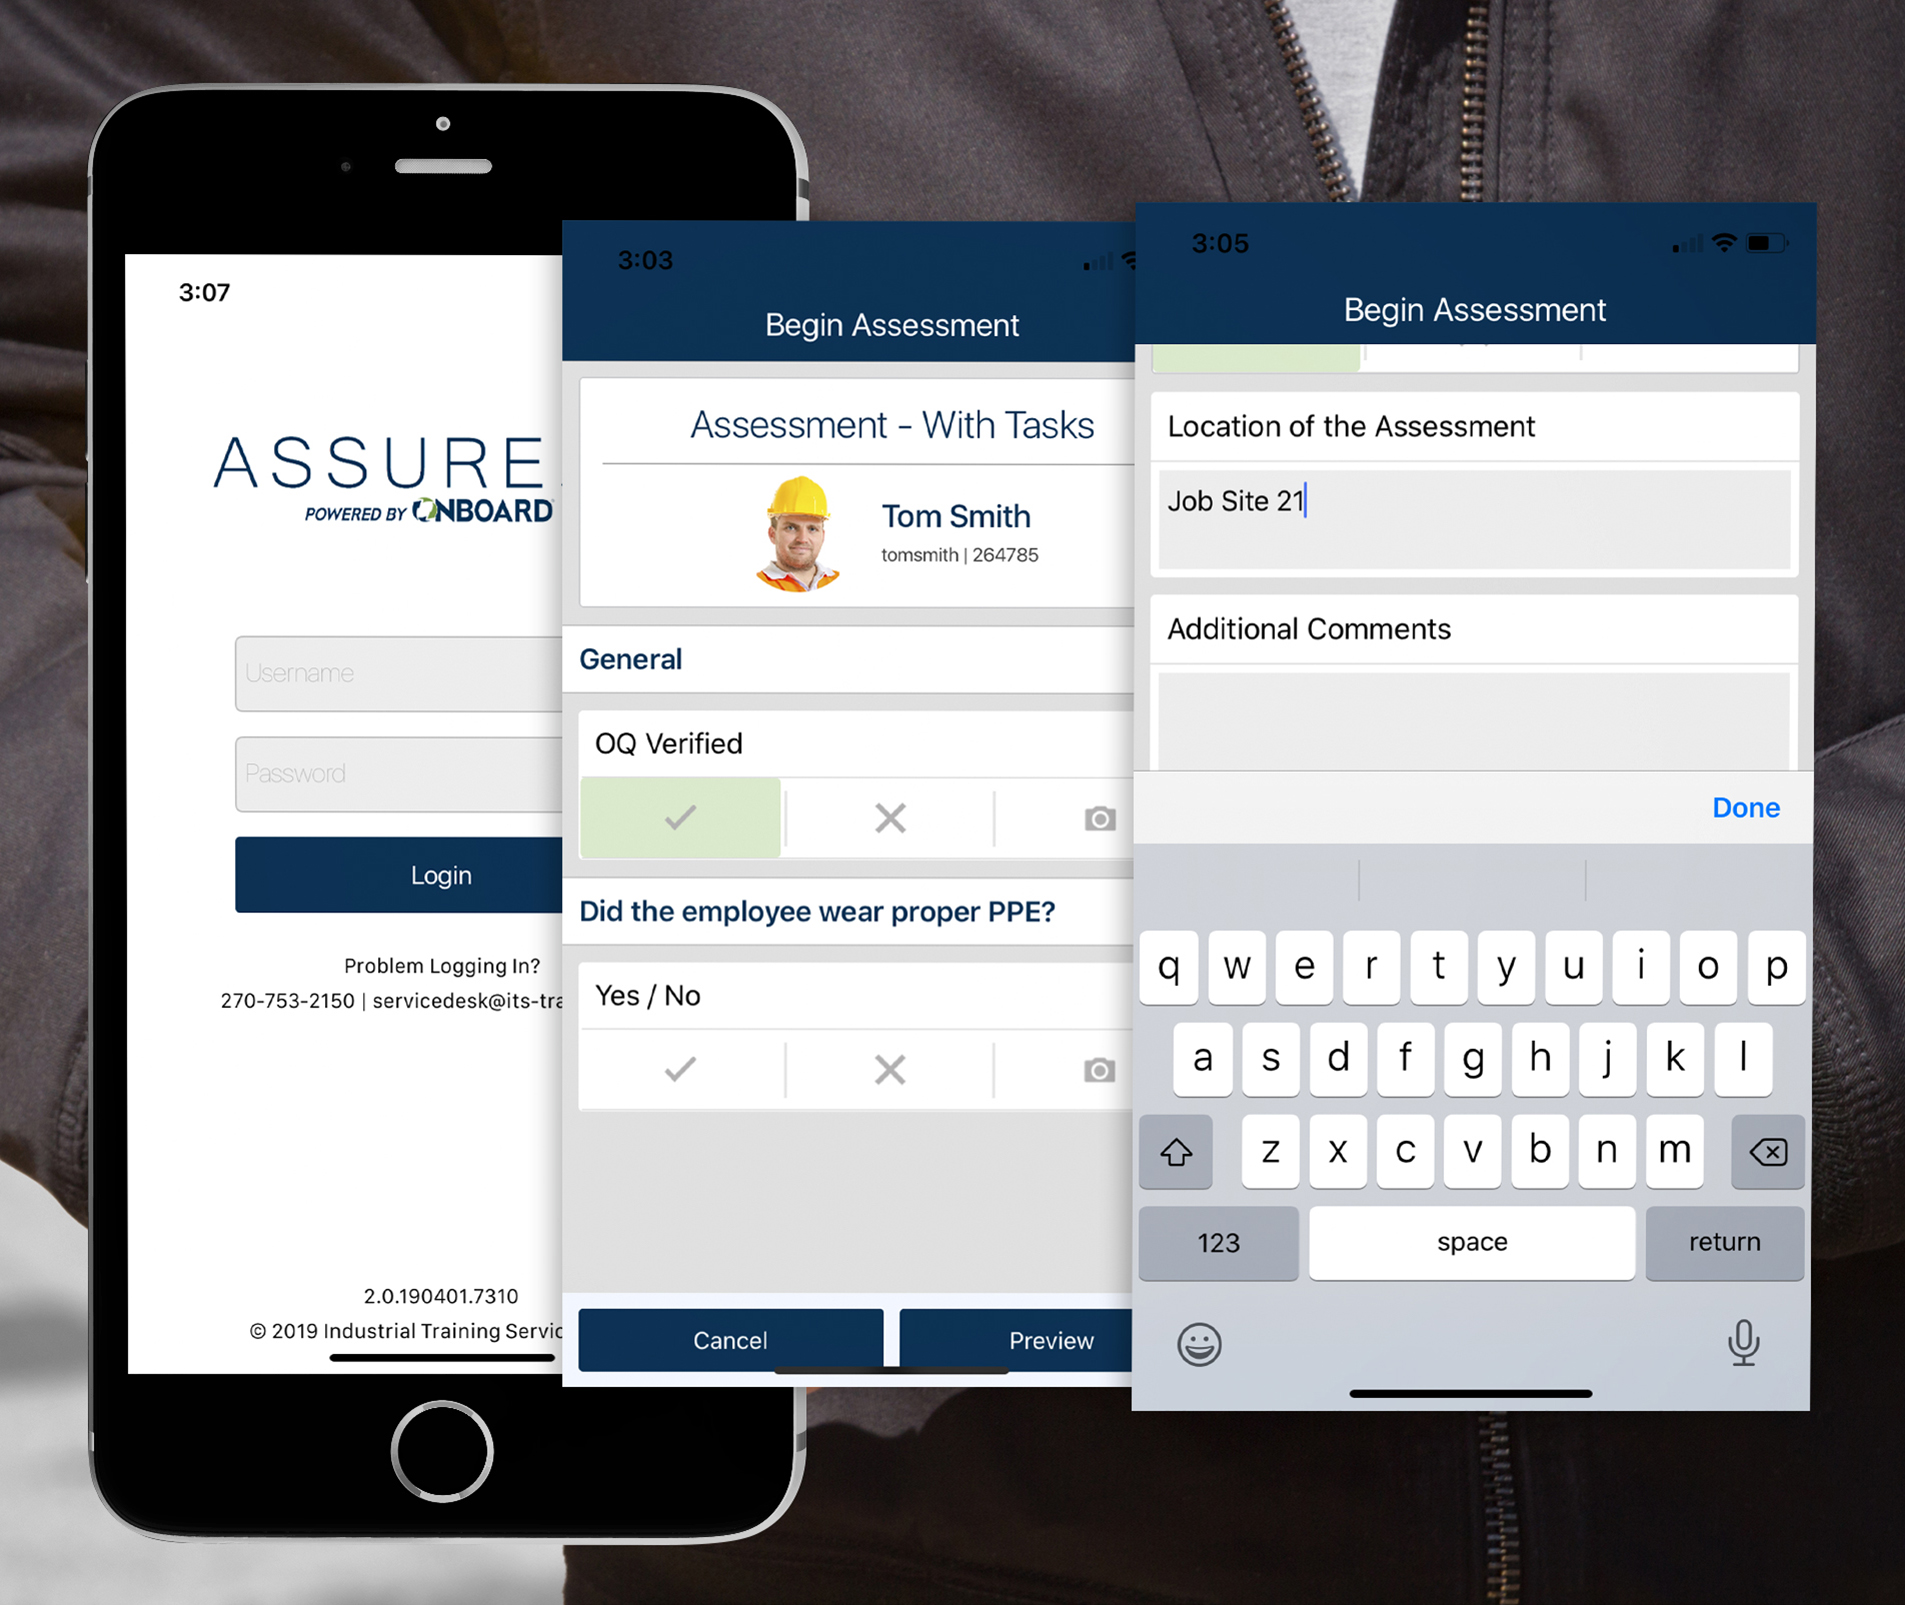 3:07
ASSURE
POWERED BY ONBOARD
Username
Password
Login
Problem Logging In?
270-753-2150 | servicedesk@its-tra
2.0.190401.7310
© 2019 Industrial Training Servic
3:03
Begin Assessment
Assessment - With Tasks
Tom Smith
tomsmith | 264785
General
OQ Verified
Did the employee wear proper PPE?
Yes / No
Cancel
Preview
3:05
Begin Assessment
Location of the Assessment
Job Site 21
Additional Comments
Done
q w e r t y u i o p
a s d f g h j k l
z x c v b n m
123 space return